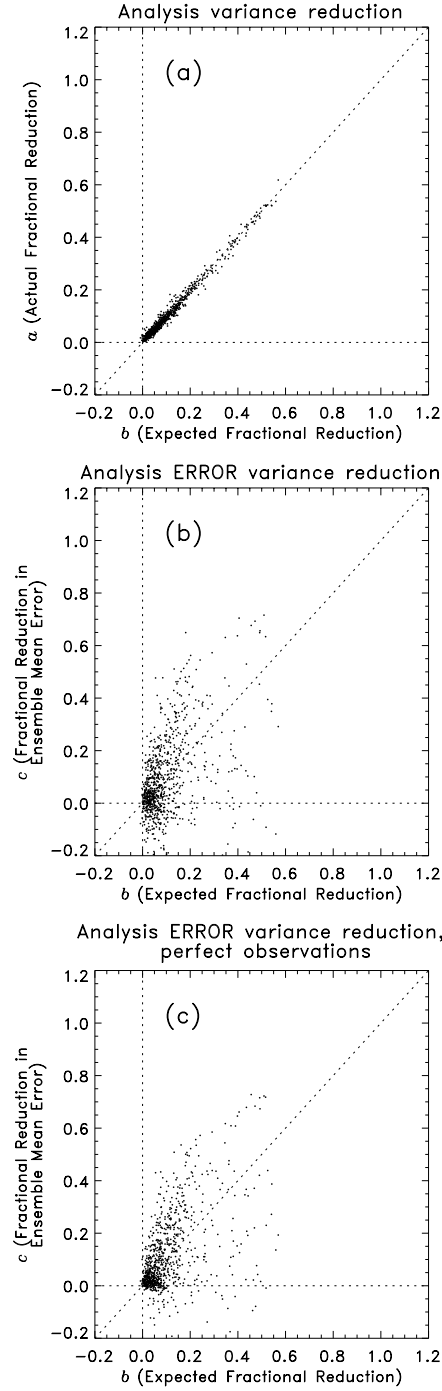 Analysis variance reduction
(a)
a (Actual Fractional Reduction)
1.2
1.0
0.8
0.6
0.4
0.2
0.0
−0.2
−0.2 0.0 0.2 0.4 0.6 0.8 1.0 1.2
b (Expected Fractional Reduction)
Analysis ERROR variance reduction
(b)
c (Fractional Reduction in
Ensemble Mean Error)
1.2
1.0
0.8
0.6
0.4
0.2
0.0
−0.2
−0.2 0.0 0.2 0.4 0.6 0.8 1.0 1.2
b (Expected Fractional Reduction)
Analysis ERROR variance reduction,
perfect observations
(c)
c (Fractional Reduction in
Ensemble Mean Error)
1.2
1.0
0.8
0.6
0.4
0.2
0.0
−0.2
−0.2 0.0 0.2 0.4 0.6 0.8 1.0 1.2
b (Expected Fractional Reduction)